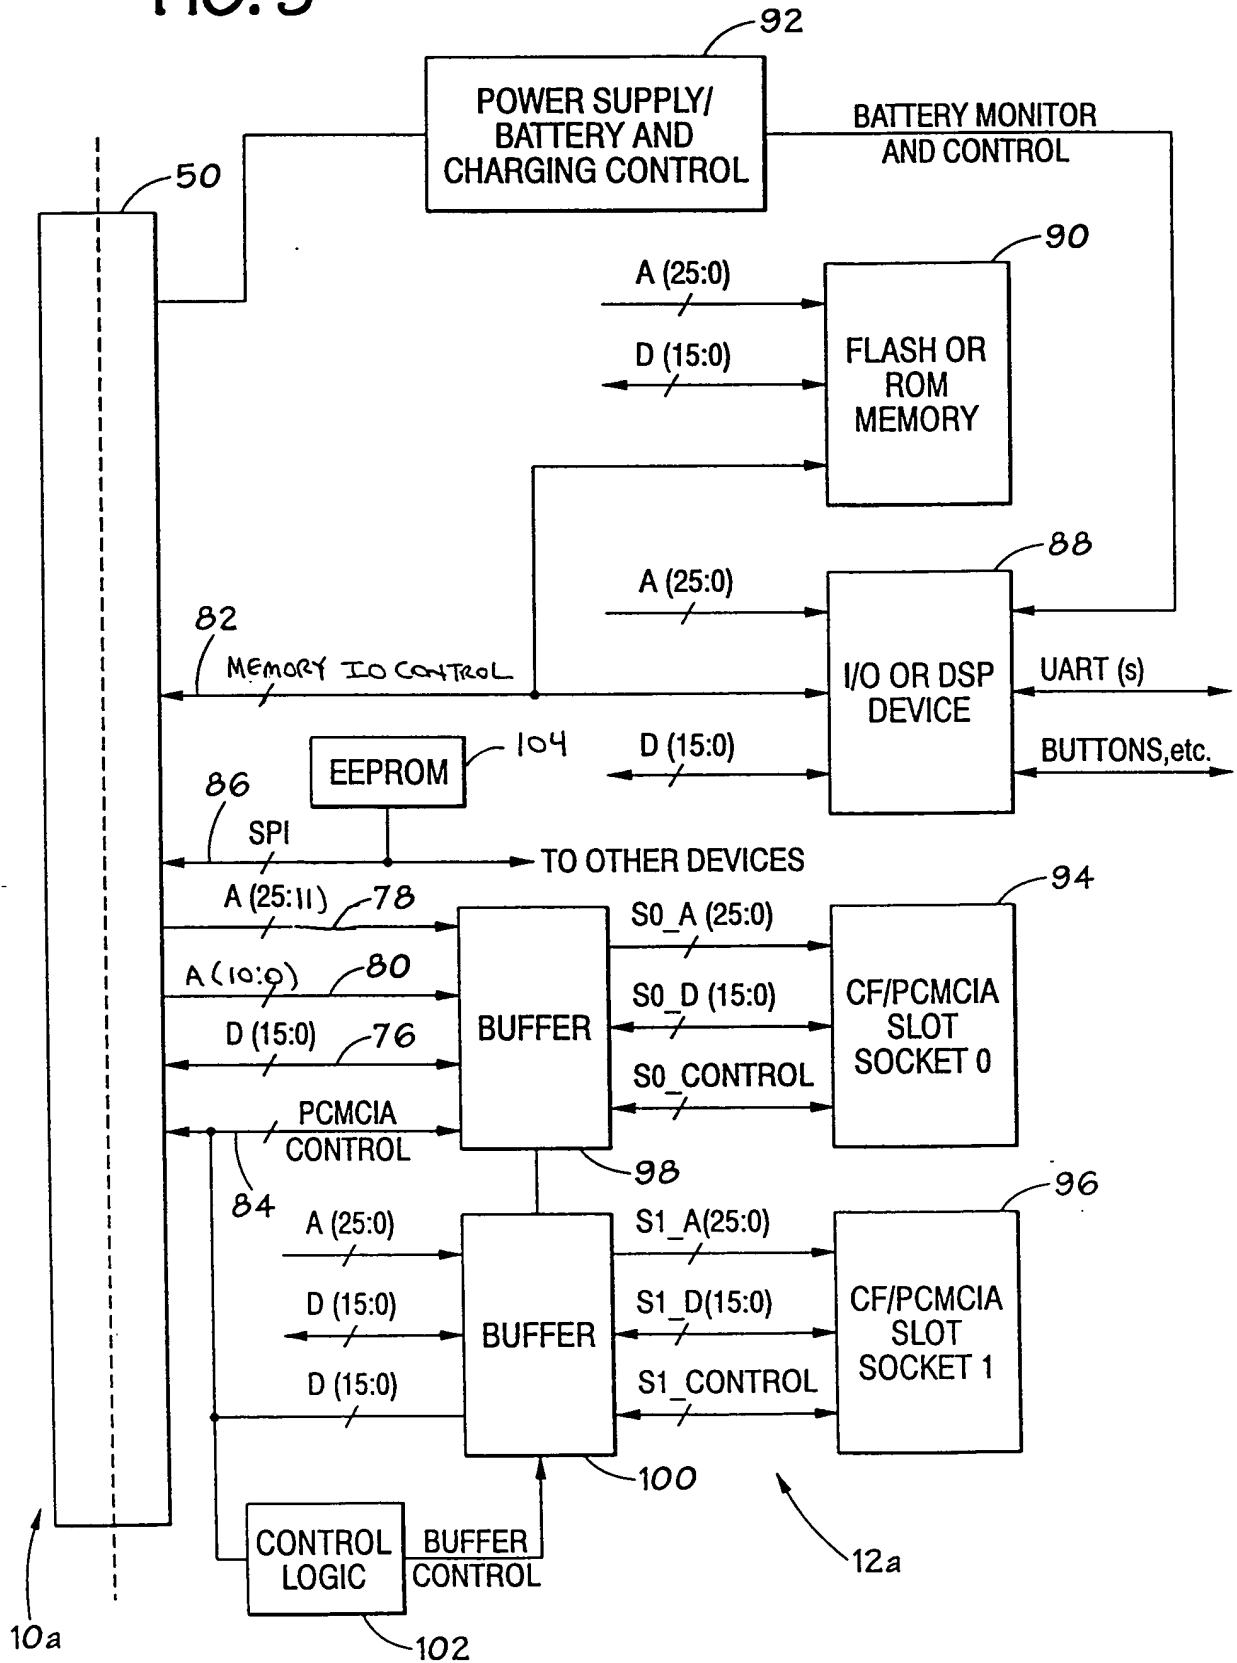 FIG. 5
92
POWER SUPPLY/
BATTERY AND
CHARGING CONTROL
BATTERY MONITOR
AND CONTROL
50
90
A (25:0)
D (15:0)
FLASH OR
ROM
MEMORY
88
A (25:0)
82
MEMORY IO CONTROL
I/O OR DSP
DEVICE
UART (s)
D (15:0)
BUTTONS,etc.
104
EEPROM
86
SPI
TO OTHER DEVICES
94
A (25:11)
78
S0_A (25:0)
A (10:0)
80
BUFFER
S0_D (15:0)
CF/PCMCIA
SLOT
SOCKET 0
D (15:0)
76
S0_CONTROL
PCMCIA
CONTROL
84
98
96
A (25:0)
S1_A(25:0)
D (15:0)
BUFFER
S1_D(15:0)
CF/PCMCIA
SLOT
SOCKET 1
D (15:0)
S1_CONTROL
100
CONTROL
LOGIC
BUFFER
CONTROL
12a
10a
102